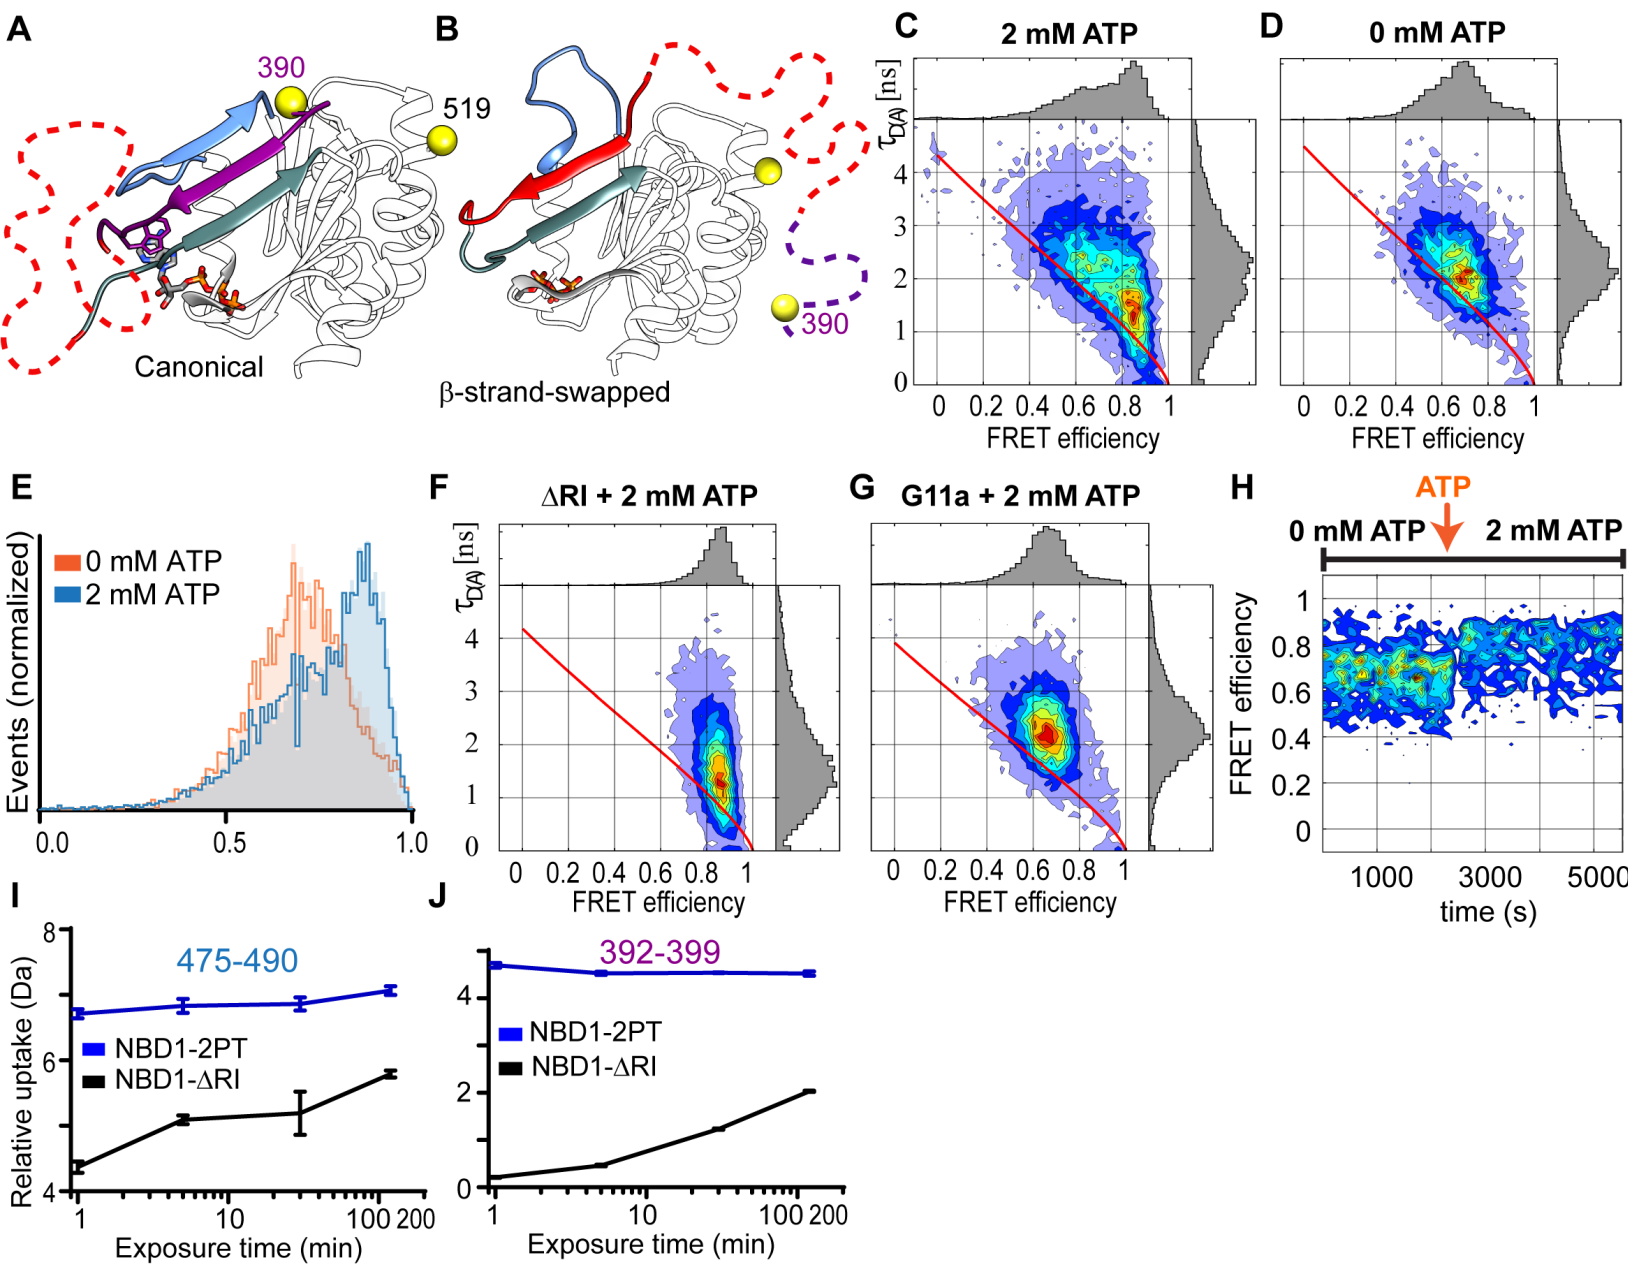 A
390
519
Canonical
B
390
β-strand-swapped
C
2 mM ATP
τD(A) [ns]
4
3
2
1
0
0 0.2 0.4 0.6 0.8 1
FRET efficiency
D
0 mM ATP
4
3
2
1
0
0 0.2 0.4 0.6 0.8 1
FRET efficiency
E
Events (normalized)
0 mM ATP
2 mM ATP
0.0 0.5 1.0
F
ΔRI + 2 mM ATP
τD(A) [ns]
4
3
2
1
0
0 0.2 0.4 0.6 0.8 1
FRET efficiency
G
G11a + 2 mM ATP
0 0.2 0.4 0.6 0.8 1
FRET efficiency
H
ATP
0 mM ATP 2 mM ATP
FRET efficiency
1
0.8
0.6
0.4
0.2
0
1000 3000 5000
time (s)
I
475-490
Relative uptake (Da)
8
6
4
NBD1-2PT
NBD1-ΔRI
1 10 100 200
Exposure time (min)
J
392-399
4
2
0
NBD1-2PT
NBD1-ΔRI
1 10 100 200
Exposure time (min)